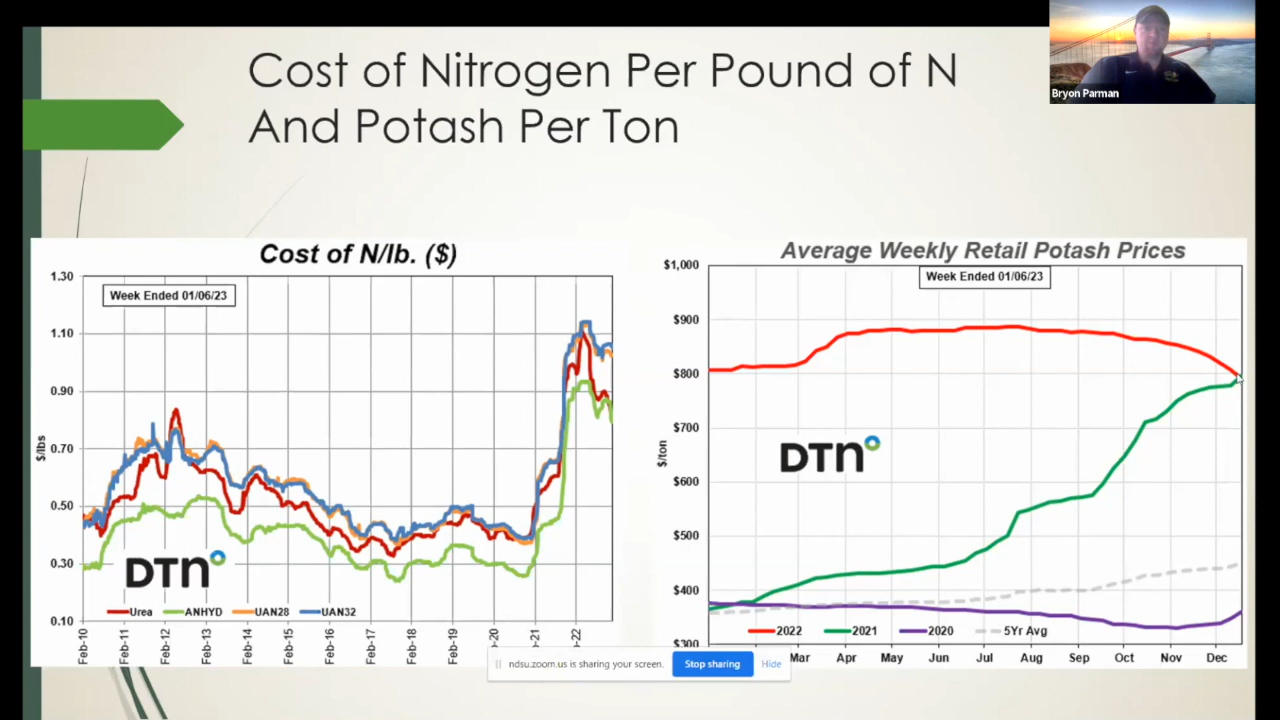 Cost of Nitrogen Per Pound of N
And Potash Per Ton
Bryon Parman
Cost of N/lb. ($)
Week Ended 01/06/23
1.30
1.10
0.90
0.70
0.50
0.30
0.10
$/lbs
DTN
Urea ANHYD UAN28 UAN32
Feb-10 Feb-11 Feb-12 Feb-13 Feb-14 Feb-15 Feb-16 Feb-17 Feb-18 Feb-19 Feb-20 Feb-21 Feb-22
Average Weekly Retail Potash Prices
Week Ended 01/06/23
$1,000
$900
$800
$700
$600
$500
$400
$300
$/ton
DTN
2022 2021 2020 5Yr Avg
Mar Apr May Jun Jul Aug Sep Oct Nov Dec
ndsu.zoom.us is sharing your screen. Stop sharing Hide